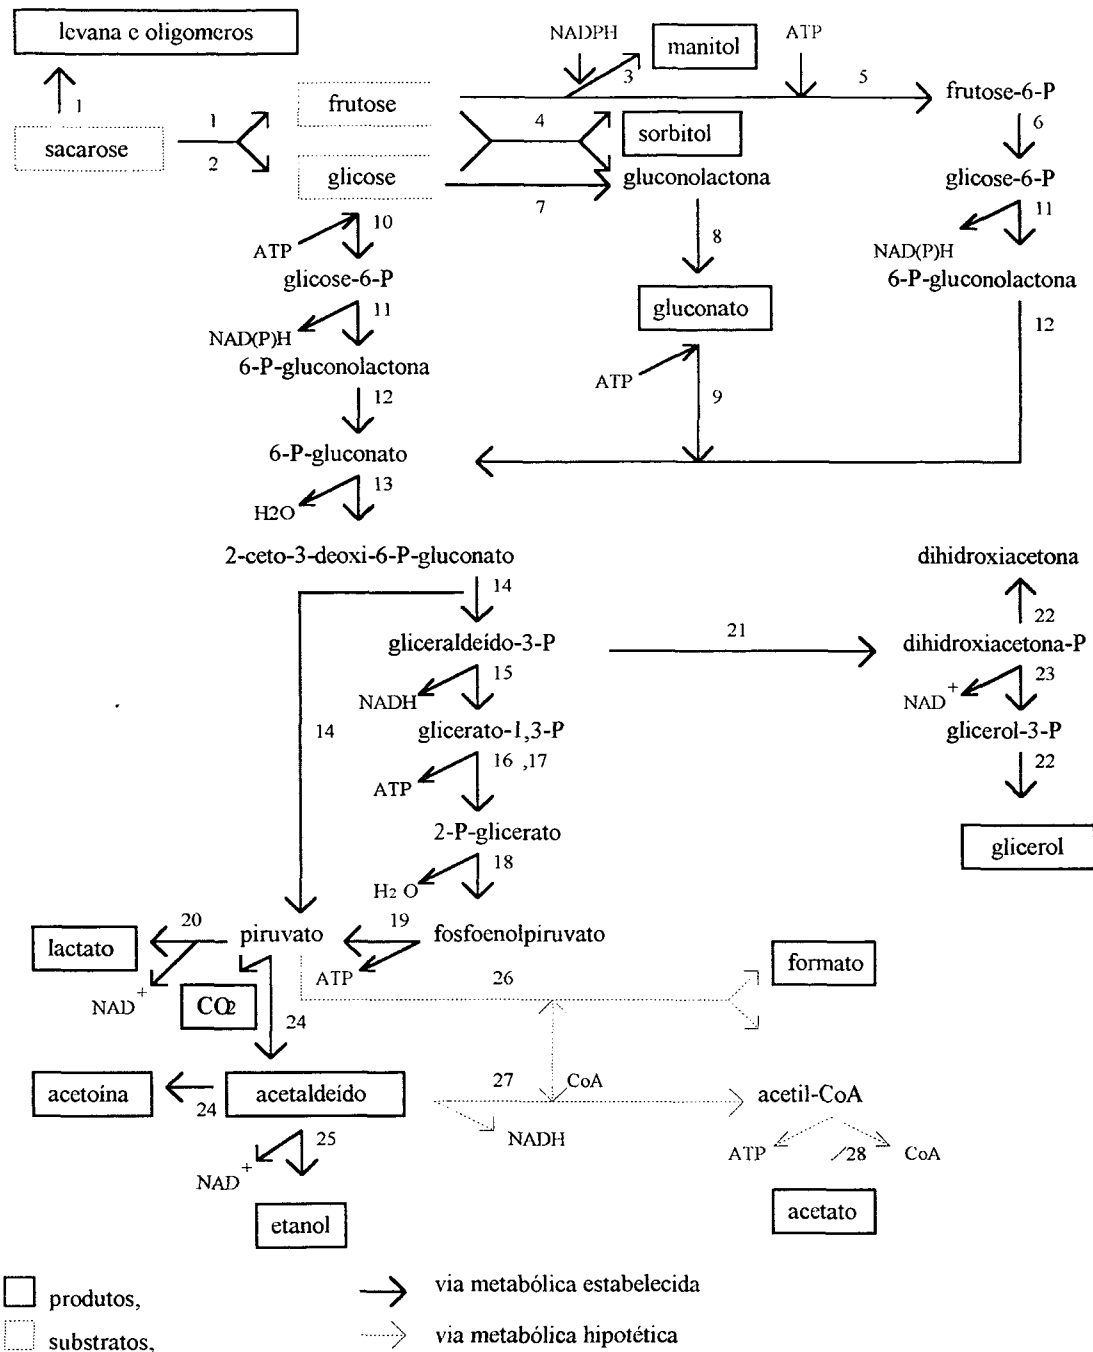 levana e oligomeros
NADPH
manitol
ATP
1
3
5
frutose
frutose-6-P
sacarose
1
2
4
sorbitol
6
glicose
gluconolactona
glicose-6-P
7
10
8
11
ATP
NAD(P)H
glicose-6-P
6-P-gluconolactona
11
gluconato
12
NAD(P)H
6-P-gluconolactona
ATP
9
12
6-P-gluconato
13
H2O
2-ceto-3-deoxi-6-P-gluconato
dihidroxiacetona
14
22
gliceraldeído-3-P
21
dihidroxiacetona-P
15
23
NADH
NAD+
14
glicerato-1,3-P
glicerol-3-P
16 ,17
22
ATP
2-P-glicerato
glicerol
18
H2 O
20
19
lactato
piruvato
fosfoenolpiruvato
formato
ATP
26
NAD+
CO2
24
27
CoA
acetoína
24
acetaldeído
acetil-CoA
NADH
25
ATP
/28
CoA
NAD+
etanol
acetato
produtos,
via metabólica estabelecida
substratos,
via metabólica hipotética